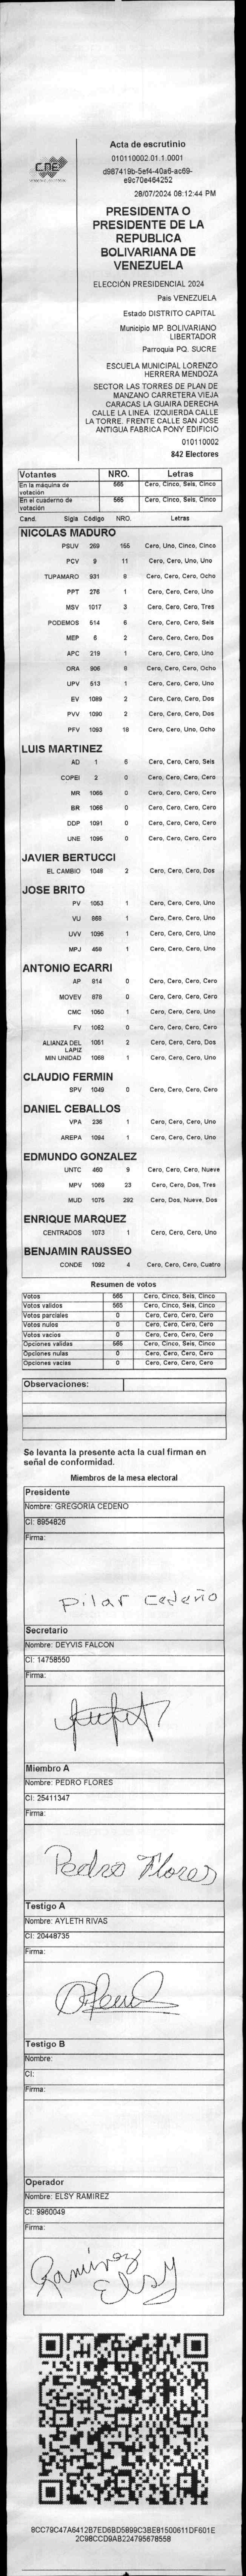 CNE
Acta de escrutinio
010110002.01.1.0001
d987419b-5ef4-40a6-ac69-
e9c70e464252
28/07/2024 08:12:44 PM
PRESIDENTA O
PRESIDENTE DE LA
REPUBLICA
BOLIVARIANA DE
VENEZUELA
ELECCIÓN PRESIDENCIAL 2024
Pais VENEZUELA
Estado DISTRITO CAPITAL
Municipio MP. BOLIVARIANO
LIBERTADOR
Parroquia PQ. SUCRE
ESCUELA MUNICIPAL LORENZO
HERRERA MENDOZA
SECTOR LAS TORRES DE PLAN DE
MANZANO CARRETERA VIEJA
CARACAS LA GUAIRA DERECHA
CALLE LA LINEA. IZQUIERDA CALLE
LA TORRE. FRENTE CALLE SAN JOSE
ANTIGUA FABRICA PONY EDIFICIO
010110002
842 Electores
Votantes NRO. Letras
En la máquina de votación 565 Cero, Cinco, Seis, Cinco
En el cuaderno de votación 565 Cero, Cinco, Seis, Cinco
Cand. Sigla Código NRO. Letras
NICOLAS MADURO
PSUV 269 155 Cero, Uno, Cinco, Cinco
PCV 9 11 Cero, Cero, Uno, Uno
TUPAMARO 931 8 Cero, Cero, Cero, Ocho
PPT 276 1 Cero, Cero, Cero, Uno
MSV 1017 3 Cero, Cero, Cero, Tres
PODEMOS 514 6 Cero, Cero, Cero, Seis
MEP 6 2 Cero, Cero, Cero, Dos
APC 219 1 Cero, Cero, Cero, Uno
ORA 906 8 Cero, Cero, Cero, Ocho
UPV 513 1 Cero, Cero, Cero, Uno
EV 1089 2 Cero, Cero, Cero, Dos
PVV 1090 2 Cero, Cero, Cero, Dos
PFV 1093 18 Cero, Cero, Uno, Ocho
LUIS MARTINEZ
AD 1 6 Cero, Cero, Cero, Seis
COPEI 2 0 Cero, Cero, Cero, Cero
MR 1065 0 Cero, Cero, Cero, Cero
BR 1066 0 Cero, Cero, Cero, Cero
DDP 1091 0 Cero, Cero, Cero, Cero
UNE 1095 0 Cero, Cero, Cero, Cero
JAVIER BERTUCCI
EL CAMBIO 1048 2 Cero, Cero, Cero, Dos
JOSE BRITO
PV 1053 1 Cero, Cero, Cero, Uno
VU 868 1 Cero, Cero, Cero, Uno
UVV 1096 1 Cero, Cero, Cero, Uno
MPJ 458 1 Cero, Cero, Cero, Uno
ANTONIO ECARRI
AP 814 0 Cero, Cero, Cero, Cero
MOVEV 878 0 Cero, Cero, Cero, Cero
CMC 1050 1 Cero, Cero, Cero, Uno
FV 1052 0 Cero, Cero, Cero, Cero
ALIANZA DEL LAPIZ 1051 2 Cero, Cero, Cero, Dos
MIN UNIDAD 1068 1 Cero, Cero, Cero, Uno
CLAUDIO FERMIN
SPV 1049 0 Cero, Cero, Cero, Cero
DANIEL CEBALLOS
VPA 236 1 Cero, Cero, Cero, Uno
AREPA 1094 1 Cero, Cero, Cero, Uno
EDMUNDO GONZALEZ
UNTC 460 9 Cero, Cero, Cero, Nueve
MPV 1069 23 Cero, Cero, Dos, Tres
MUD 1075 292 Cero, Dos, Nueve, Dos
ENRIQUE MARQUEZ
CENTRADOS 1073 1 Cero, Cero, Cero, Uno
BENJAMIN RAUSSEO
CONDE 1092 4 Cero, Cero, Cero, Cuatro
Resumen de votos
Votos 565 Cero, Cinco, Seis, Cinco
Votos validos 565 Cero, Cinco, Seis, Cinco
Votos parciales 0 Cero, Cero, Cero, Cero
Votos nulos 0 Cero, Cero, Cero, Cero
Votos vacios 0 Cero, Cero, Cero, Cero
Opciones validas 565 Cero, Cinco, Seis, Cinco
Opciones nulas 0 Cero, Cero, Cero, Cero
Opciones vacias 0 Cero, Cero, Cero, Cero
Observaciones:
Se levanta la presente acta la cual firman en
señal de conformidad.
Miembros de la mesa electoral
Presidente
Nombre: GREGORIA CEDENO
CI: 8954826
Firma:
Pilar Cedeño
Secretario
Nombre: DEYVIS FALCON
CI: 14758550
Firma:
Miembro A
Nombre: PEDRO FLORES
CI: 25411347
Firma:
Pedro Flores
Testigo A
Nombre: AYLETH RIVAS
CI: 20448735
Firma:
Testigo B
Nombre:
CI:
Firma:
Operador
Nombre: ELSY RAMIREZ
CI: 9960049
Firma:
Ramirez
Elsy
8CC79C47A6412B7ED6BD5899C3BE81500611DF601E
2C98CCD9AB224795678558